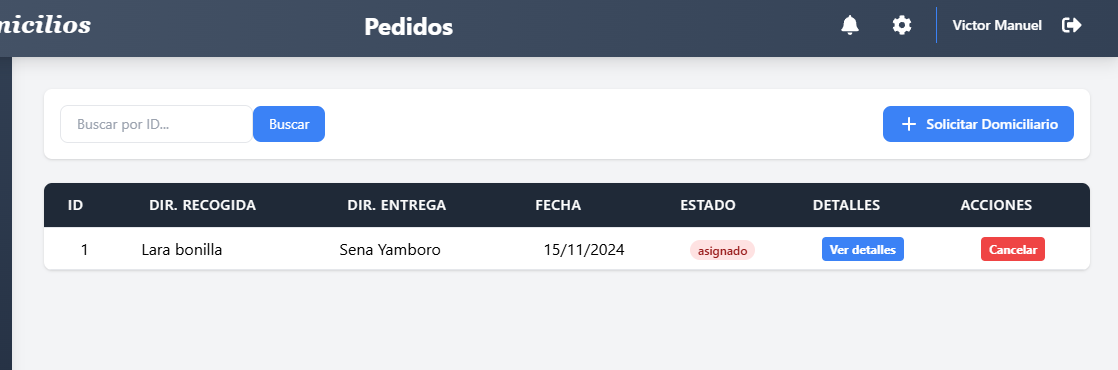 micilios
Pedidos
Victor Manuel
Buscar por ID...
Buscar
Solicitar Domiciliario
ID DIR. RECOGIDA DIR. ENTREGA FECHA ESTADO DETALLES ACCIONES
1 Lara bonilla Sena Yamboro 15/11/2024 asignado Ver detalles Cancelar